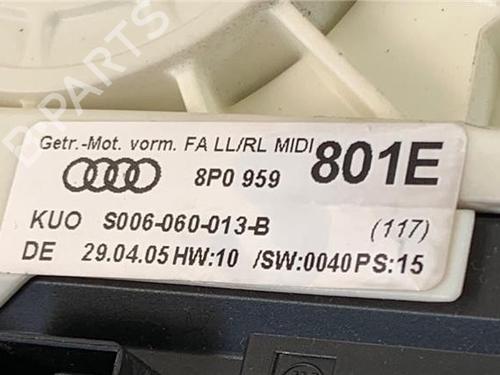 D PARTS
Getr.-Mot. vorm. FA LL/RL MIDI
8P0 959 801E
KUO S006-060-013-B (117)
DE 29.04.05 HW:10 /SW:0040 PS:15